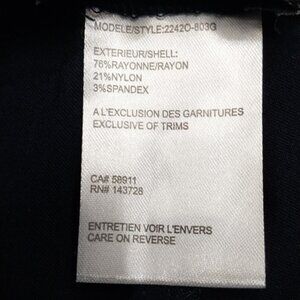 MODELE/STYLE:2242O-803G
EXTERIEUR/SHELL:
76%RAYONNE/RAYON
21%NYLON
3%SPANDEX
A L'EXCLUSION DES GARNITURES
EXCLUSIVE OF TRIMS
CA# 58911
RN# 143728
ENTRETIEN VOIR L'ENVERS
CARE ON REVERSE